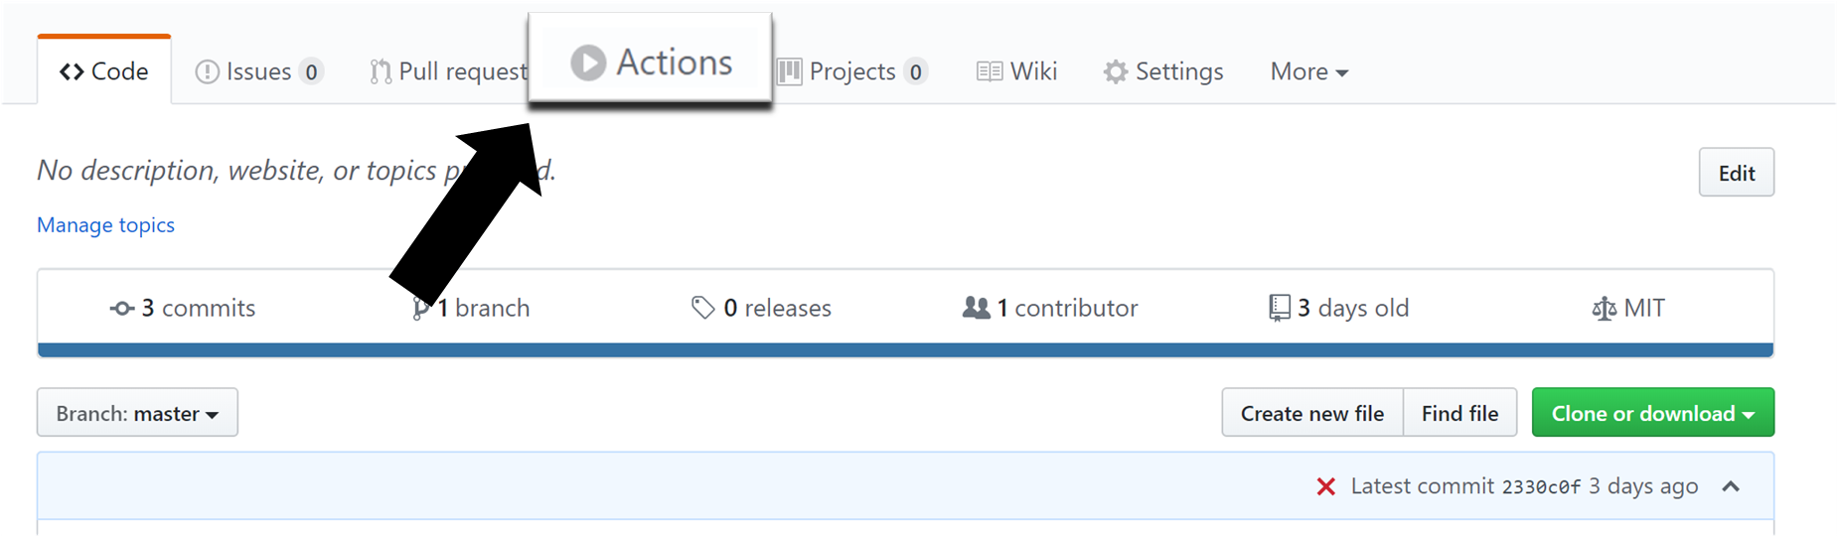 Code Issues 0 Pull request Actions Projects 0 Wiki Settings More
No description, website, or topics p d.
Manage topics
3 commits 1 branch 0 releases 1 contributor 3 days old MIT
Branch: master Create new file Find file Clone or download
Latest commit 2330c0f 3 days ago